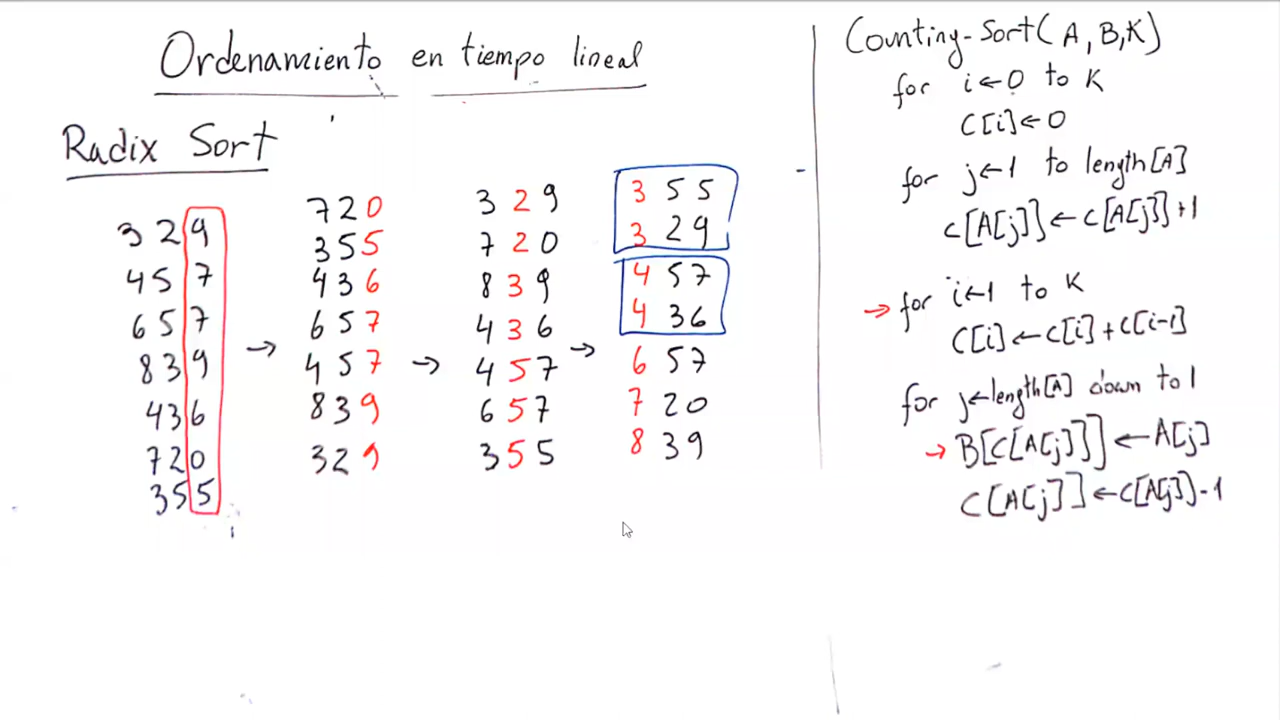 Ordenamiento en tiempo lineal
Radix Sort
329 720 329 355
457 355 720 329
657 436 839 457
839 → 657 → 436 → 436
436 457 457 657
720 839 657 720
355 329 355 839
Counting-Sort(A,B,K)
for i←0 to K
C[i]←0
for j←1 to length[A]
C[A[j]]←C[A[j]]+1
→ for i←1 to K
C[i]←C[i]+C[i-1]
for j←length[A] down to 1
→ B[C[A[j]]]←A[j]
C[A[j]]←C[A[j]]-1